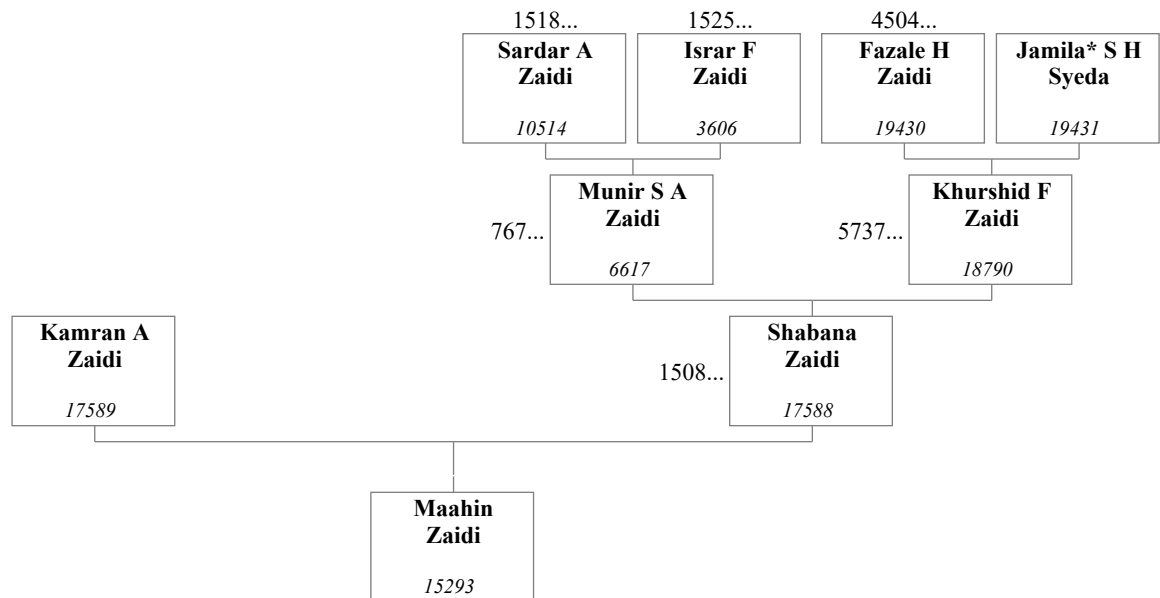 1518...
1525...
4504...
Sardar A
Zaidi
10514
Israr F
Zaidi
3606
Fazale H
Zaidi
19430
Jamila* S H
Syeda
19431
767...
Munir S A
Zaidi
6617
5737...
Khurshid F
Zaidi
18790
Kamran A
Zaidi
17589
1508...
Shabana
Zaidi
17588
Maahin
Zaidi
15293